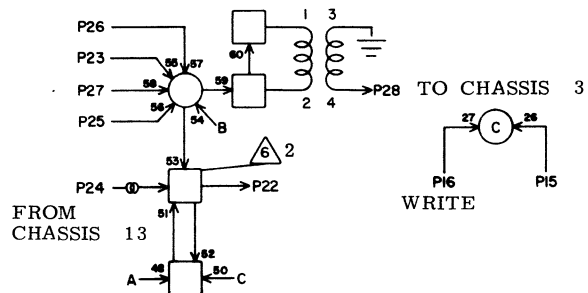 P26
P23
55
57
1
3
60
P27
58
59
P25
56
54
B
2
4
P28
TO CHASSIS 3
53
6
2
27
C
26
P24
P22
P16
P15
FROM
CHASSIS 13
WRITE
51
52
A
48
50
C